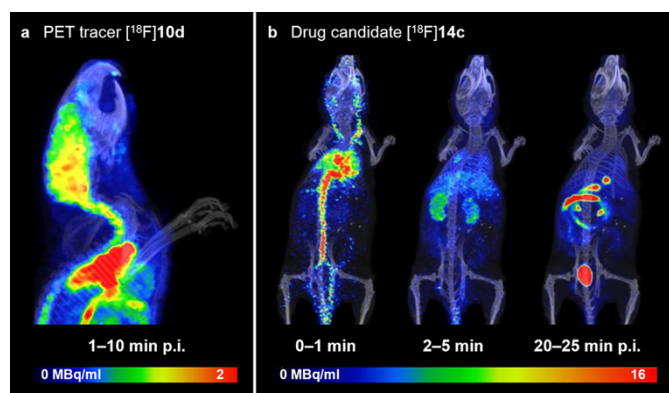 a PET tracer [¹⁸F]10d
1–10 min p.i.
0 MBq/ml 2
b Drug candidate [¹⁸F]14c
0–1 min 2–5 min 20–25 min p.i.
0 MBq/ml 16